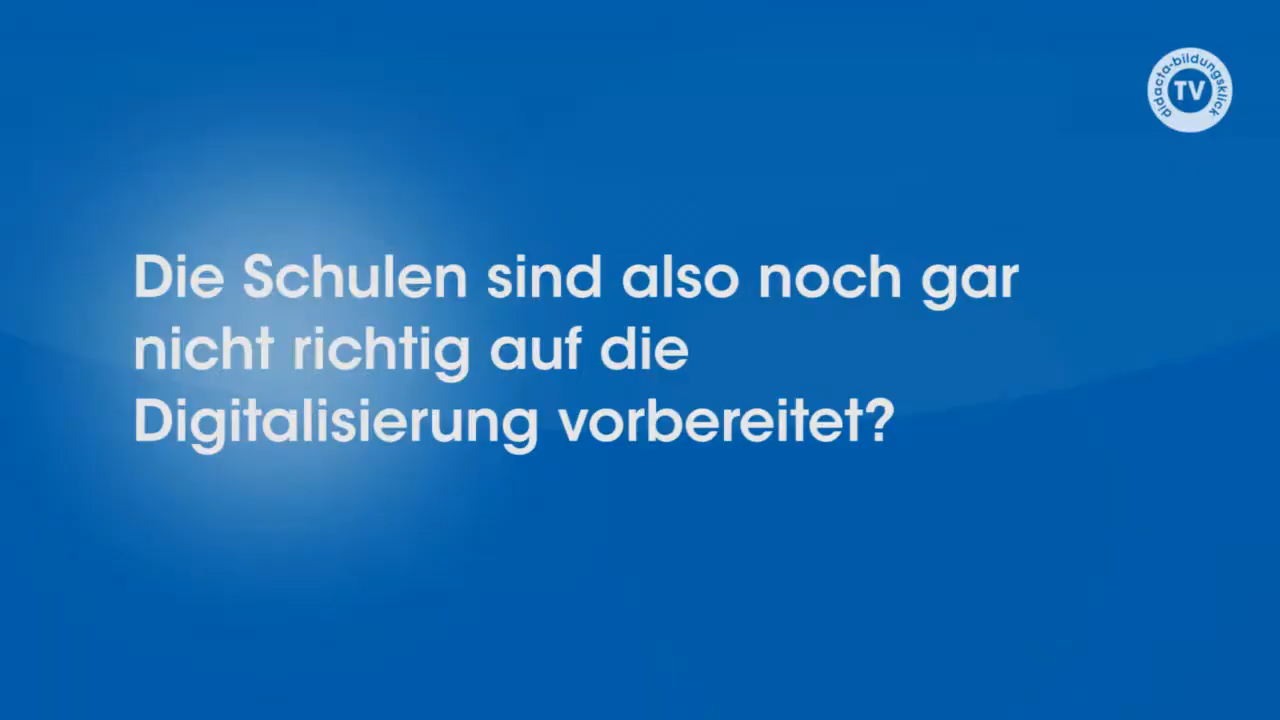 didacta-bildungsklick
TV
Die Schulen sind also noch gar
nicht richtig auf die
Digitalisierung vorbereitet?